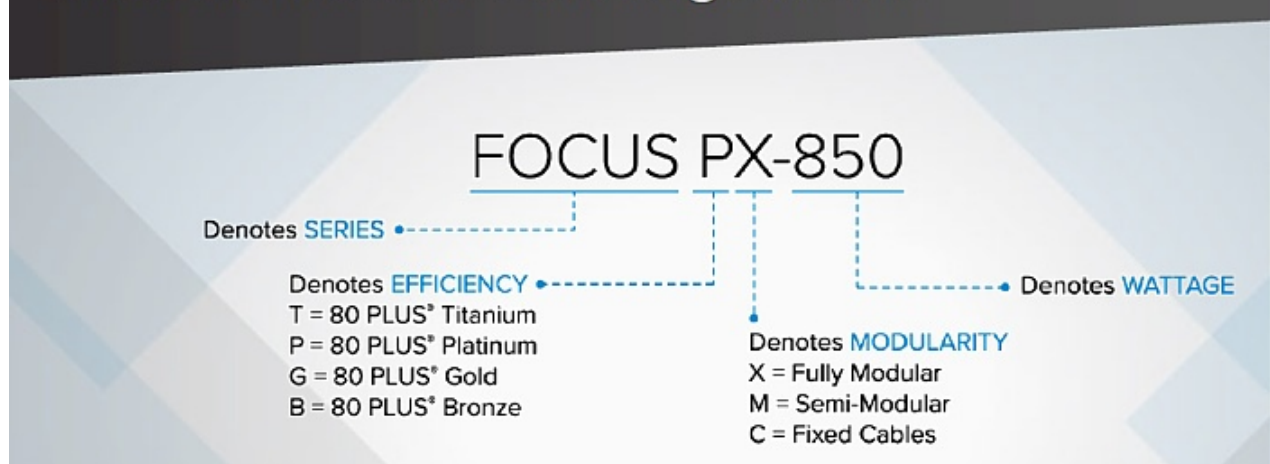 FOCUS PX-850
Denotes SERIES
Denotes EFFICIENCY
T = 80 PLUS® Titanium
P = 80 PLUS® Platinum
G = 80 PLUS® Gold
B = 80 PLUS® Bronze
Denotes MODULARITY
X = Fully Modular
M = Semi-Modular
C = Fixed Cables
Denotes WATTAGE